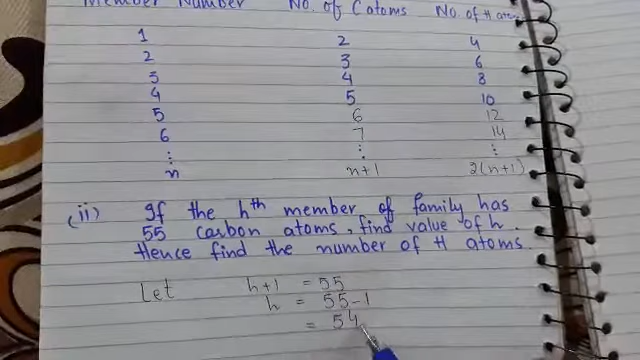 Member Number No. of C atoms No. of H atoms
1 2 4
2 3 6
3 4 8
4 5 10
5 6 12
6 7 14
⋮ ⋮ ⋮
n n+1 2(n+1)
(ii) If the hth member of family has
55 carbon atoms, find value of h.
Hence find the number of H atoms.
Let h+1 = 55
h = 55-1
= 54